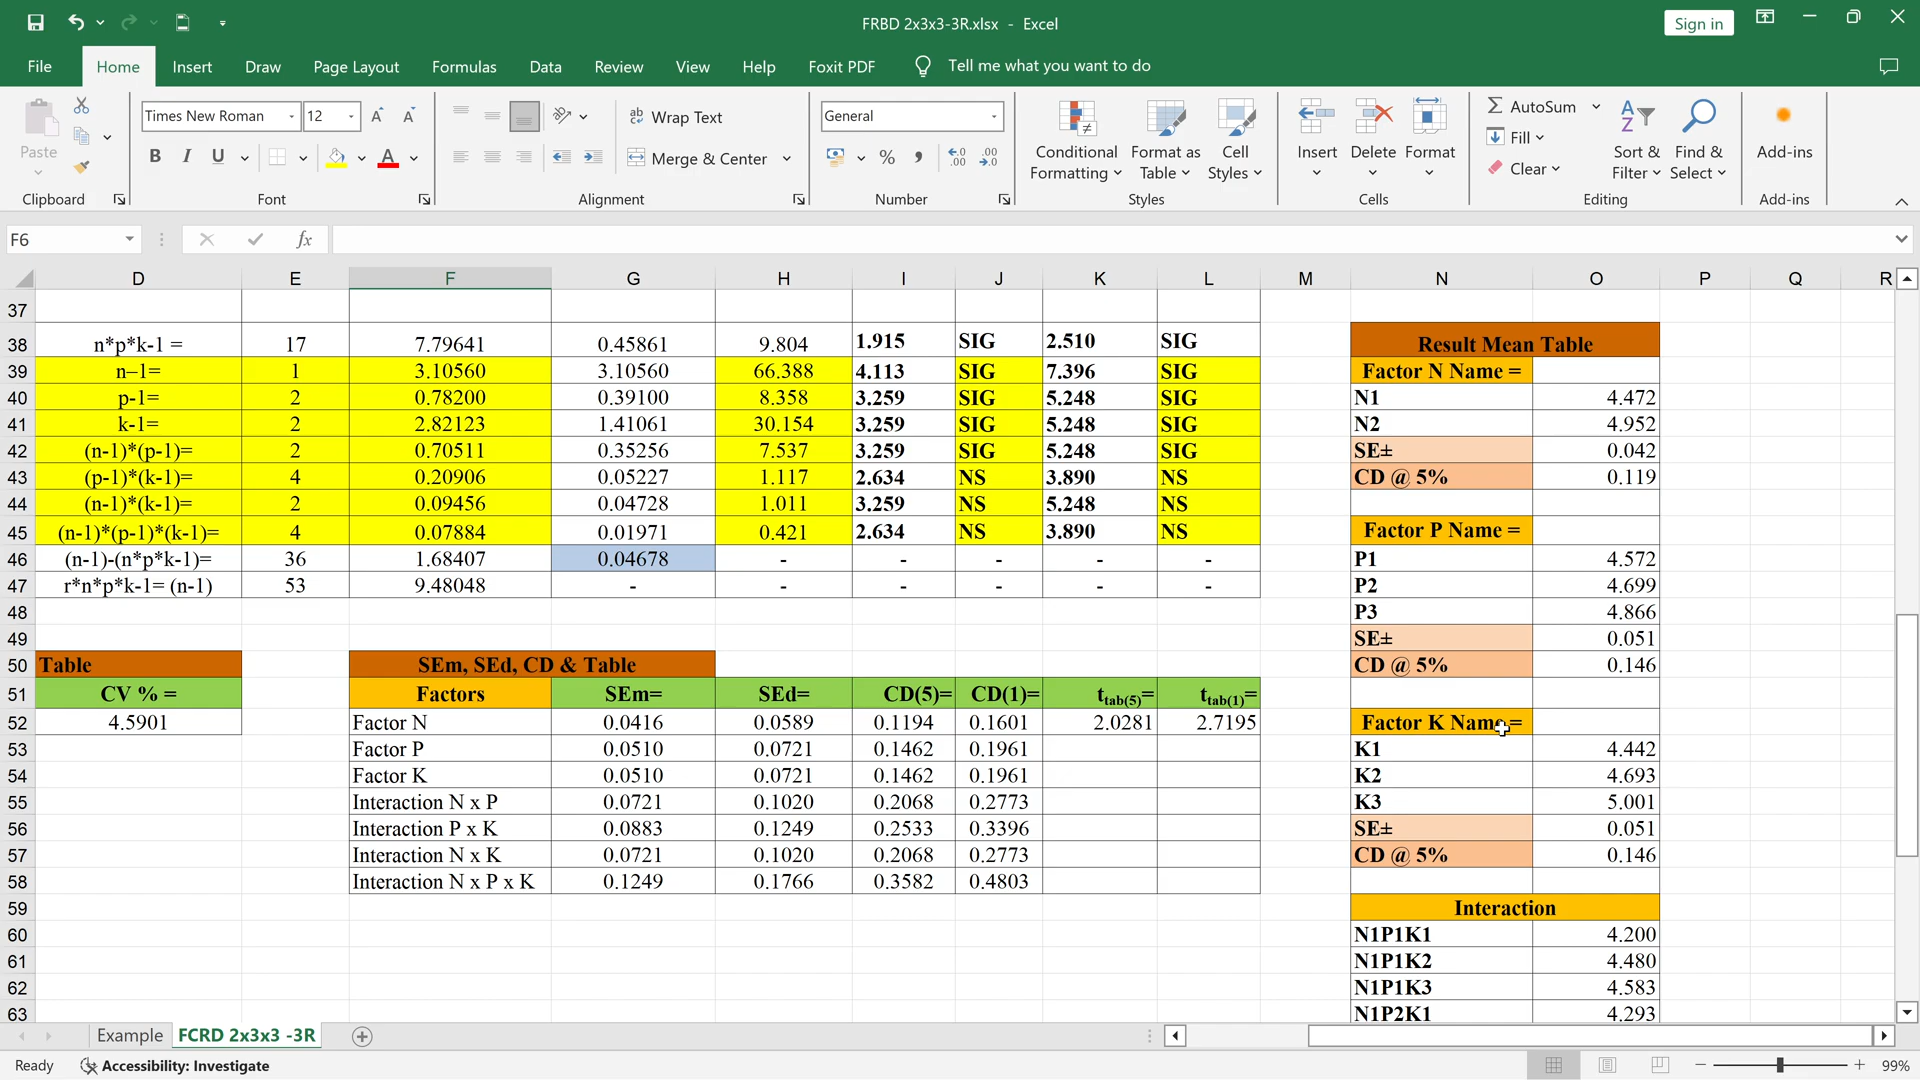 FRBD 2x3x3-3R.xlsx - Excel
Sign in
File Home Insert Draw Page Layout Formulas Data Review View Help Foxit PDF Tell me what you want to do
Paste
Clipboard
Times New Roman 12
B I U A
Font
Wrap Text
Merge & Center
Alignment
General
Number
Conditional Formatting
Format as Table
Cell Styles
Styles
Insert
Delete
Format
Cells
AutoSum
Fill
Clear
Sort & Filter
Find & Select
Editing
Add-ins
Add-ins
F6 fx
D E F G H I J K L M N O P Q R
37
38 n*p*k-1 = 17 7.79641 0.45861 9.804 1.915 SIG 2.510 SIG Result Mean Table
39 n–1= 1 3.10560 3.10560 66.388 4.113 SIG 7.396 SIG Factor N Name =
40 p-1= 2 0.78200 0.39100 8.358 3.259 SIG 5.248 SIG N1 4.472
41 k-1= 2 2.82123 1.41061 30.154 3.259 SIG 5.248 SIG N2 4.952
42 (n-1)*(p-1)= 2 0.70511 0.35256 7.537 3.259 SIG 5.248 SIG SE± 0.042
43 (p-1)*(k-1)= 4 0.20906 0.05227 1.117 2.634 NS 3.890 NS CD @ 5% 0.119
44 (n-1)*(k-1)= 2 0.09456 0.04728 1.011 3.259 NS 5.248 NS
45 (n-1)*(p-1)*(k-1)= 4 0.07884 0.01971 0.421 2.634 NS 3.890 NS Factor P Name =
46 (n-1)-(n*p*k-1)= 36 1.68407 0.04678 - - - - - P1 4.572
47 r*n*p*k-1= (n-1) 53 9.48048 - - - - - - P2 4.699
48 P3 4.866
49 SE± 0.051
50 Table SEm, SEd, CD & Table CD @ 5% 0.146
51 CV % = Factors SEm= SEd= CD(5)= CD(1)= ttab(5)= ttab(1)=
52 4.5901 Factor N 0.0416 0.0589 0.1194 0.1601 2.0281 2.7195 Factor K Name =
53 Factor P 0.0510 0.0721 0.1462 0.1961 K1 4.442
54 Factor K 0.0510 0.0721 0.1462 0.1961 K2 4.693
55 Interaction N x P 0.0721 0.1020 0.2068 0.2773 K3 5.001
56 Interaction P x K 0.0883 0.1249 0.2533 0.3396 SE± 0.051
57 Interaction N x K 0.0721 0.1020 0.2068 0.2773 CD @ 5% 0.146
58 Interaction N x P x K 0.1249 0.1766 0.3582 0.4803
59 Interaction
60 N1P1K1 4.200
61 N1P1K2 4.480
62 N1P1K3 4.583
63 N1P2K1 4.293
Example FCRD 2x3x3 -3R
Ready Accessibility: Investigate 99%